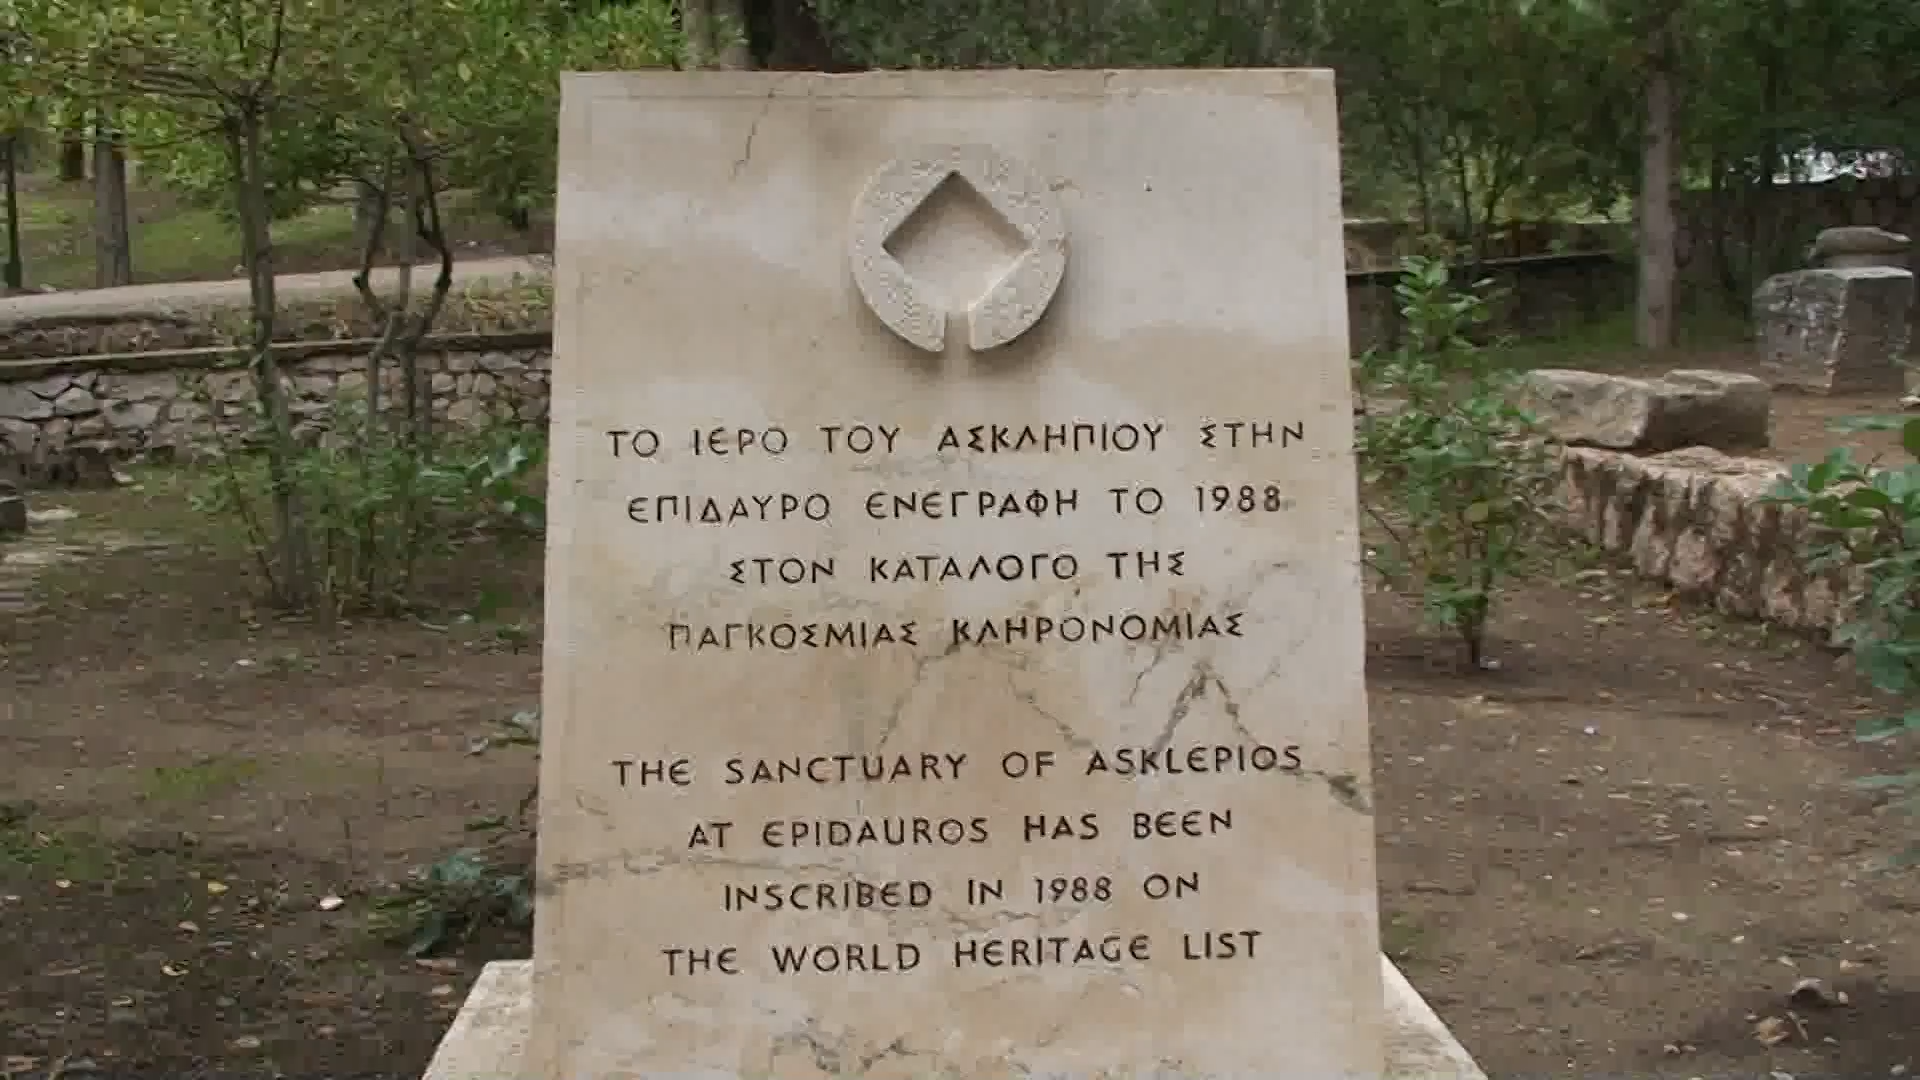 ΤΟ ΙΕΡΟ ΤΟΥ ΑΣΚΛΗΠΙΟΥ ΣΤΗΝ
ΕΠΙΔΑΥΡΟ ΕΝΕΓΡΑΦΗ ΤΟ 1988
ΣΤΟΝ ΚΑΤΑΛΟΓΟ ΤΗΣ
ΠΑΓΚΟΣΜΙΑΣ ΚΛΗΡΟΝΟΜΙΑΣ
THE SANCTUARY OF ASKLEPIOS
AT EPIDAUROS HAS BEEN
INSCRIBED IN 1988 ON
THE WORLD HERITAGE LIST